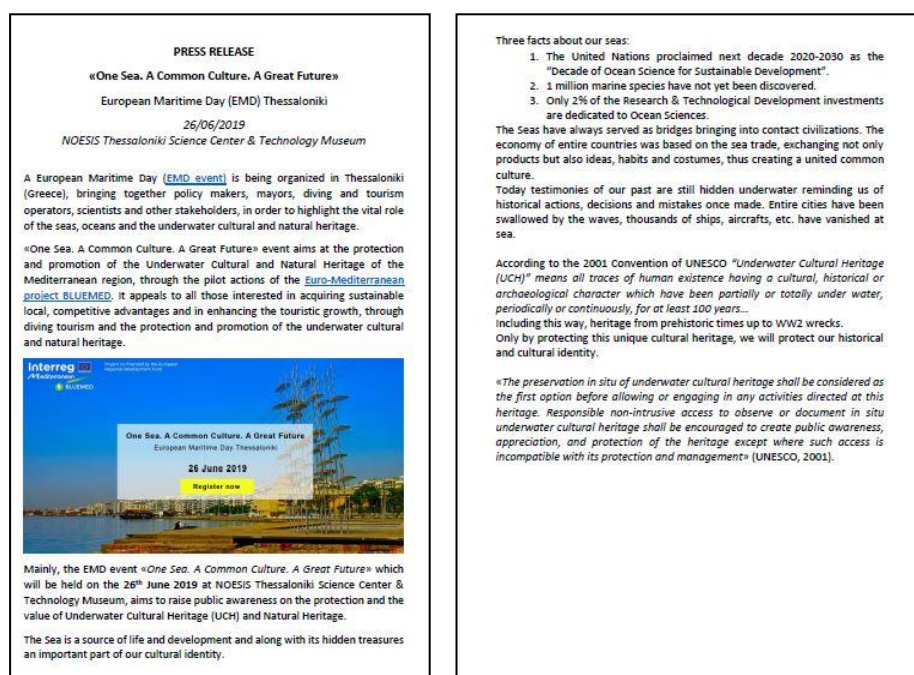 PRESS RELEASE
«One Sea. A Common Culture. A Great Future»
European Maritime Day (EMD) Thessaloniki
26/06/2019
NOESIS Thessaloniki Science Center & Technology Museum
A European Maritime Day (EMD event) is being organized in Thessaloniki
(Greece), bringing together policy makers, mayors, diving and tourism
operators, scientists and other stakeholders, in order to highlight the vital role
of the seas, oceans and the underwater cultural and natural heritage.
«One Sea. A Common Culture. A Great Future» event aims at the protection
and promotion of the Underwater Cultural and Natural Heritage of the
Mediterranean region, through the pilot actions of the Euro-Mediterranean
project BLUEMED. It appeals to all those interested in acquiring sustainable
local, competitive advantages and in enhancing the touristic growth, through
diving tourism and the protection and promotion of the underwater cultural
and natural heritage.
Interreg
Mediterranean
BLUEMED
Project co-financed by the European
Regional Development Fund
One Sea. A Common Culture. A Great Future
European Maritime Day Thessaloniki
26 June 2019
Register now
Mainly, the EMD event «One Sea. A Common Culture. A Great Future» which
will be held on the 26th June 2019 at NOESIS Thessaloniki Science Center &
Technology Museum, aims to raise public awareness on the protection and the
value of Underwater Cultural Heritage (UCH) and Natural Heritage.
The Sea is a source of life and development and along with its hidden treasures
an important part of our cultural identity.
Three facts about our seas:
1. The United Nations proclaimed next decade 2020-2030 as the
"Decade of Ocean Science for Sustainable Development".
2. 1 million marine species have not yet been discovered.
3. Only 2% of the Research & Technological Development investments
are dedicated to Ocean Sciences.
The Seas have always served as bridges bringing into contact civilizations. The
economy of entire countries was based on the sea trade, exchanging not only
products but also ideas, habits and costumes, thus creating a united common
culture.
Today testimonies of our past are still hidden underwater reminding us of
historical actions, decisions and mistakes once made. Entire cities have been
swallowed by the waves, thousands of ships, aircrafts, etc. have vanished at
sea.
According to the 2001 Convention of UNESCO "Underwater Cultural Heritage
(UCH)" means all traces of human existence having a cultural, historical or
archaeological character which have been partially or totally under water,
periodically or continuously, for at least 100 years...
Including this way, heritage from prehistoric times up to WW2 wrecks.
Only by protecting this unique cultural heritage, we will protect our historical
and cultural identity.
«The preservation in situ of underwater cultural heritage shall be considered as
the first option before allowing or engaging in any activities directed at this
heritage. Responsible non-intrusive access to observe or document in situ
underwater cultural heritage shall be encouraged to create public awareness,
appreciation, and protection of the heritage except where such access is
incompatible with its protection and management» (UNESCO, 2001).